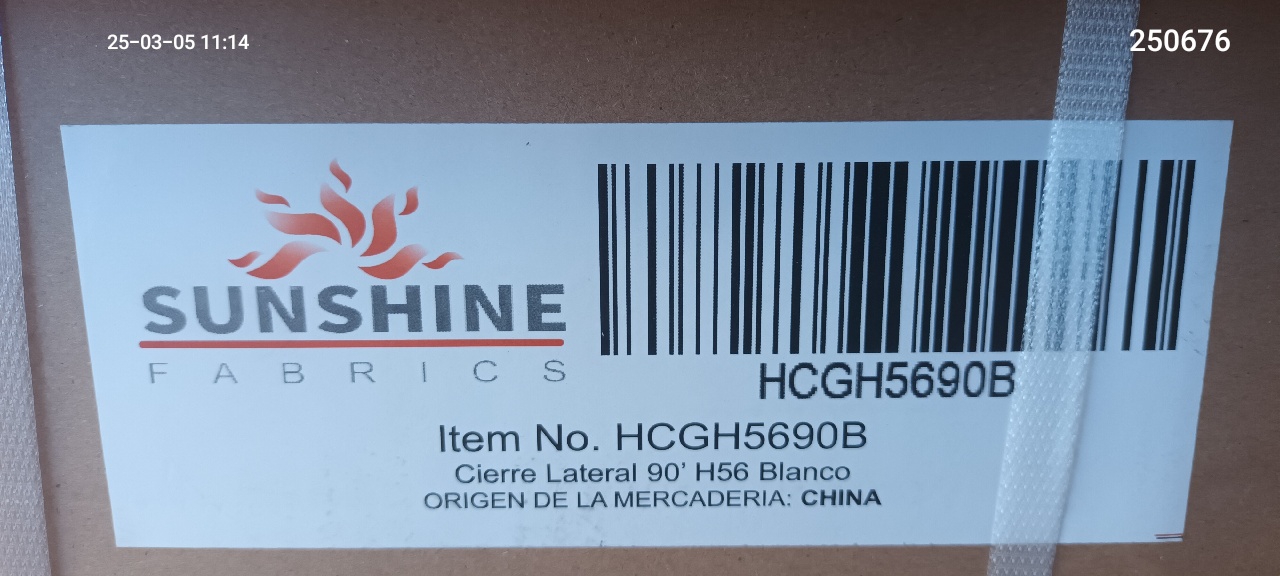 25-03-05 11:14
250676
SUNSHINE
FABRICS
HCGH5690B
Item No. HCGH5690B
Cierre Lateral 90’ H56 Blanco
ORIGEN DE LA MERCADERIA: CHINA